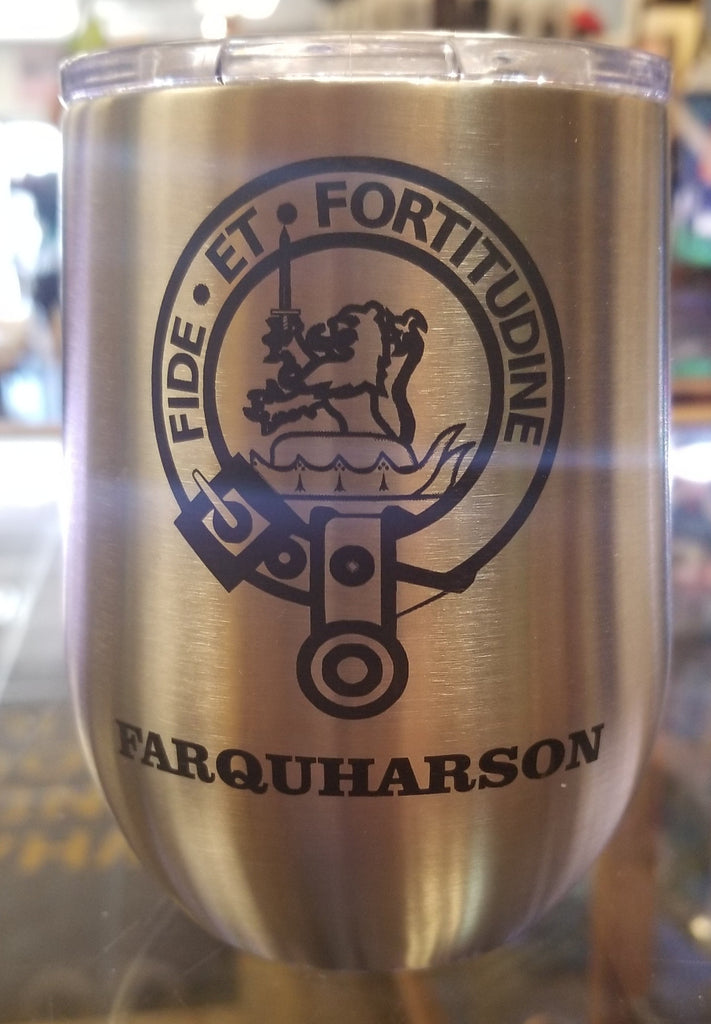 FIDE • ET • FORTITUDINE
FARQUHARSON